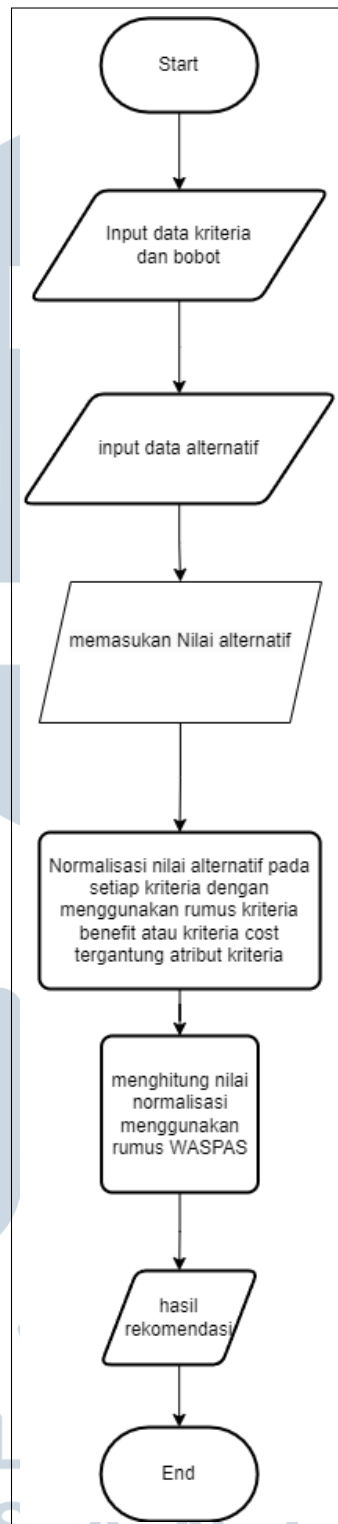 Start
Input data kriteria
dan bobot
input data alternatif
memasukan Nilai alternatif
Normalisasi nilai alternatif pada
setiap kriteria dengan
menggunakan rumus kriteria
benefit atau kriteria cost
tergantung atribut kriteria
menghitung nilai
normalisasi
menggunakan
rumus WASPAS
hasil
rekomendasi
End